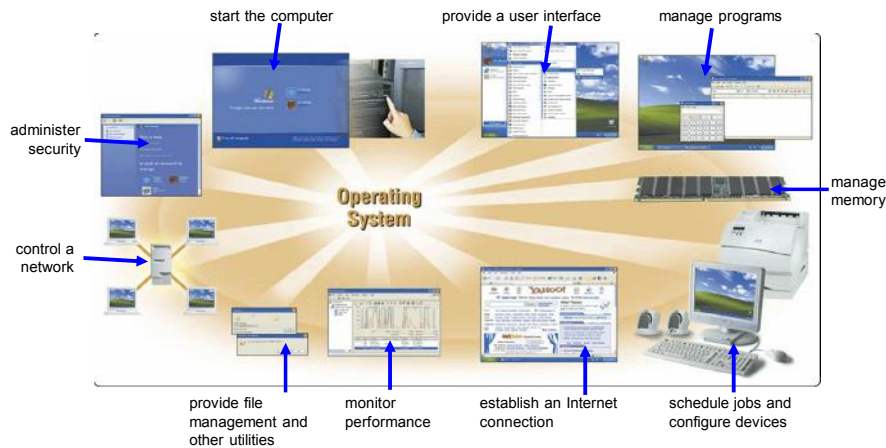 start the computer
provide a user interface
manage programs
administer
security
Operating
System
manage
memory
control a
network
YAHOO!
provide file
management and
other utilities
monitor
performance
establish an Internet
connection
schedule jobs and
configure devices